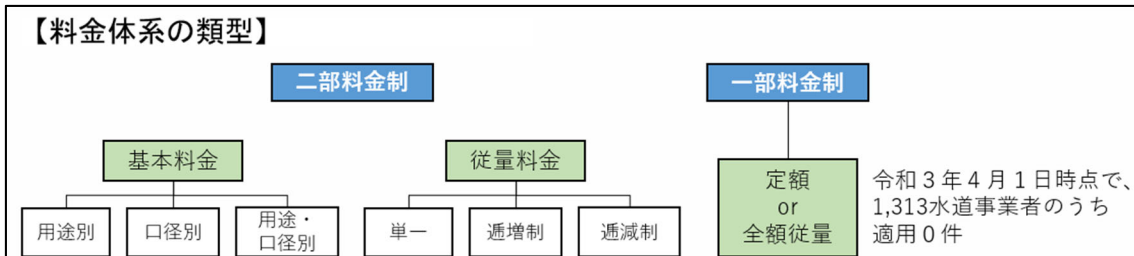 【料金体系の類型】
二部料金制
一部料金制
基本料金
従量料金
定額
or
全額従量
令和3年4月1日時点で、
1,313水道事業者のうち
適用0件
用途別
口径別
用途・
口径別
単一
逓増制
逓減制